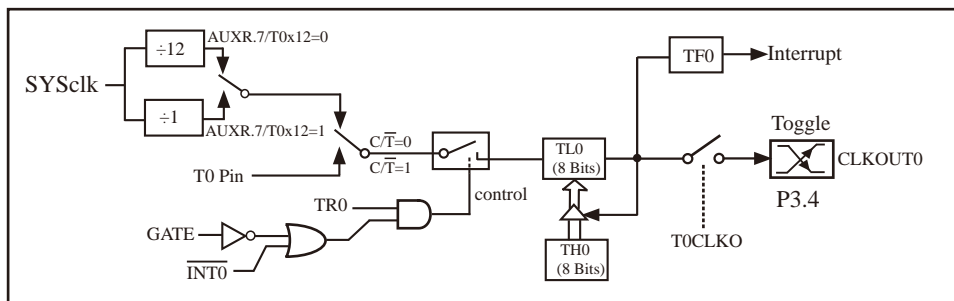 AUXR.7/T0x12=0
÷12
SYSclk
÷1
AUXR.7/T0x12=1
T0 Pin
C/T̅=0
C/T̅=1
TR0
GATE
I̅N̅T̅0̅
control
TL0
(8 Bits)
TH0
(8 Bits)
TF0
Interrupt
Toggle
CLKOUT0
P3.4
T0CLKO